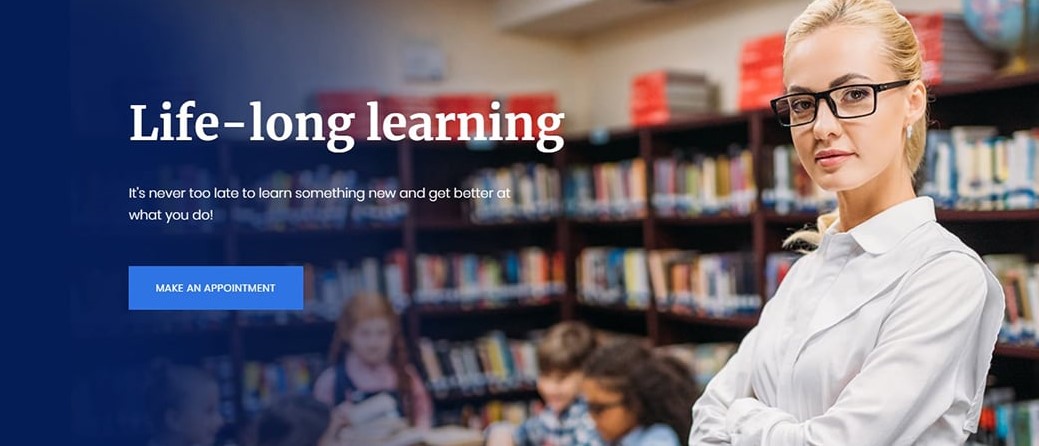 Life-long learning
It's never too late to learn something new and get better at
what you do!
MAKE AN APPOINTMENT